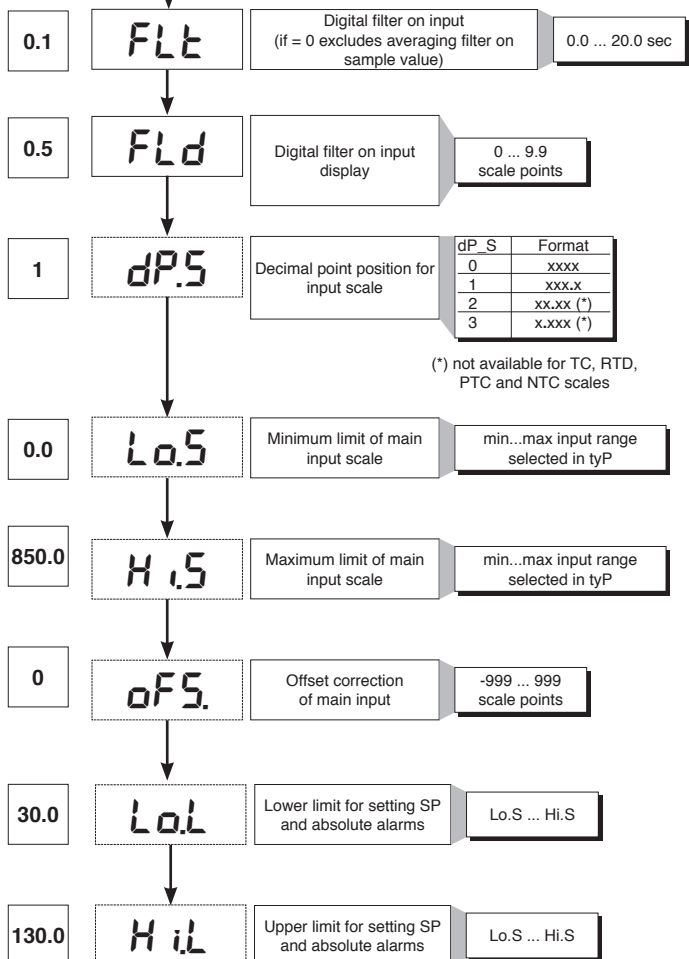 0.1
FLt
Digital filter on input
(if = 0 excludes averaging filter on
sample value)
0.0 ... 20.0 sec
0.5
FLd
Digital filter on input
display
0 ... 9.9
scale points
1
dP.S
Decimal point position for
input scale
dP_S Format
0 xxxx
1 xxx.x
2 xx.xx (*)
3 x.xxx (*)
(*) not available for TC, RTD,
PTC and NTC scales
0.0
Lo.S
Minimum limit of main
input scale
min...max input range
selected in tyP
850.0
Hi.S
Maximum limit of main
input scale
min...max input range
selected in tyP
0
oFS.
Offset correction
of main input
-999 ... 999
scale points
30.0
Lo.L
Lower limit for setting SP
and absolute alarms
Lo.S ... Hi.S
130.0
Hi.L
Upper limit for setting SP
and absolute alarms
Lo.S ... Hi.S